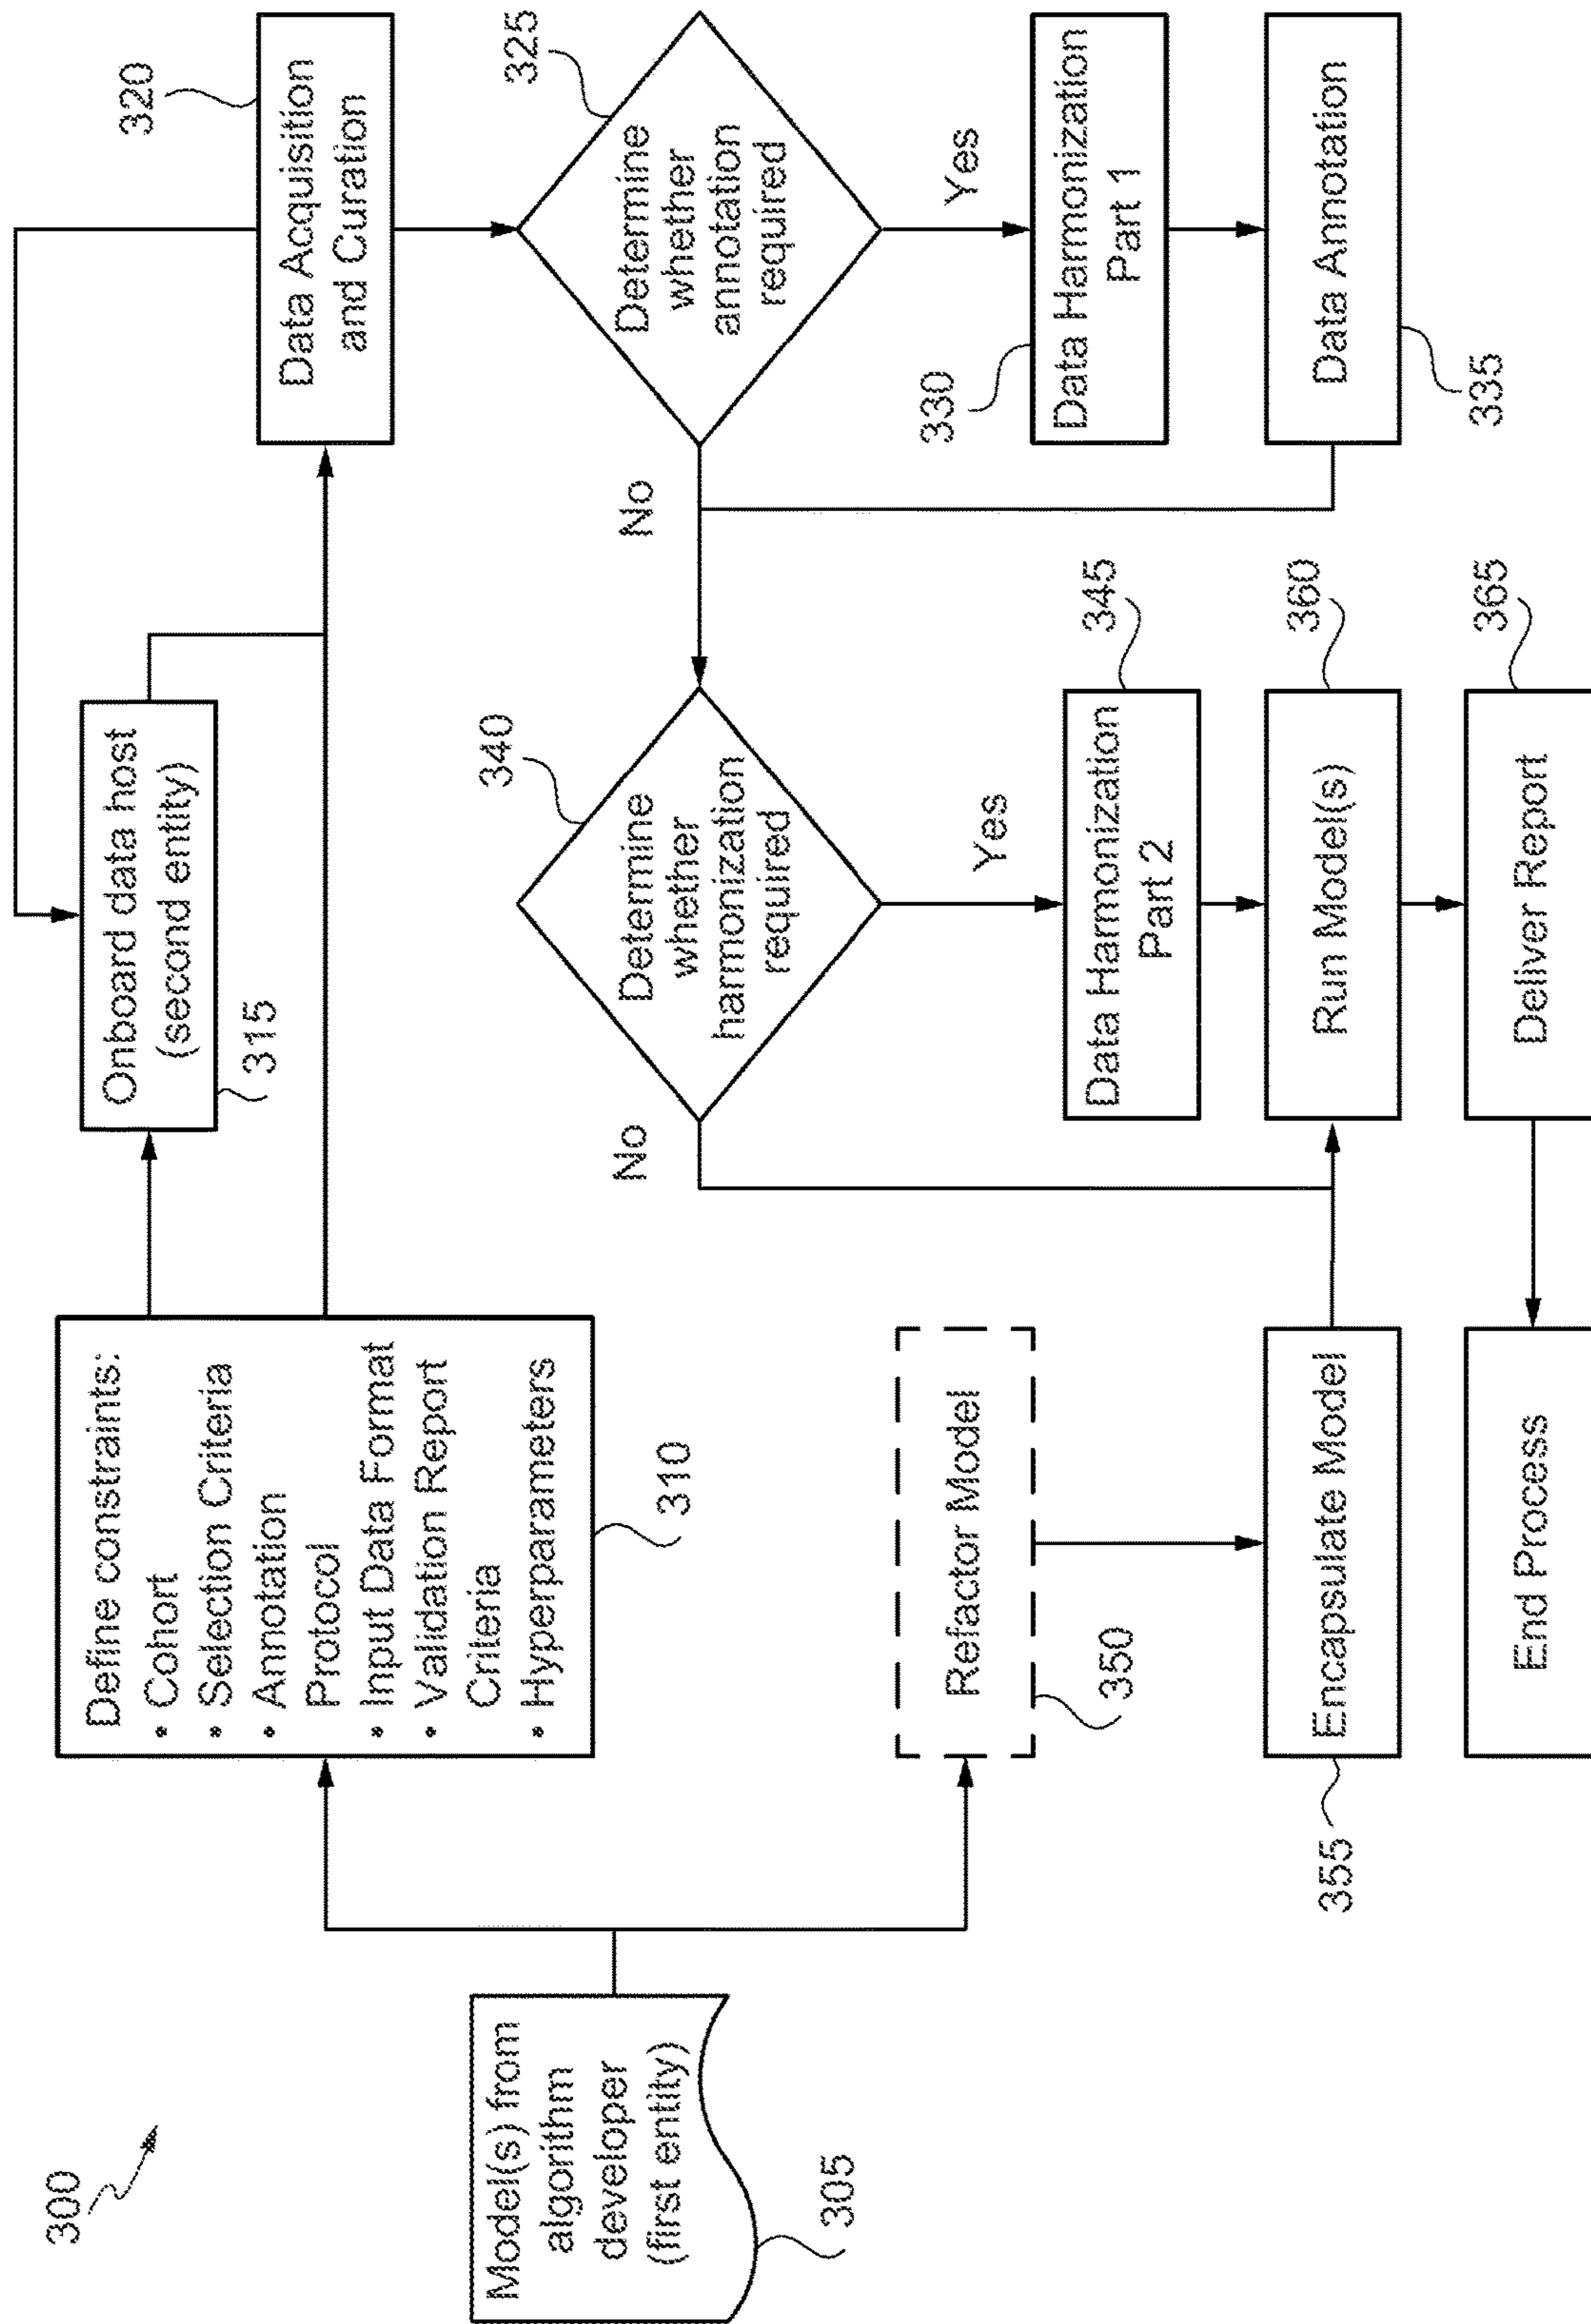 300
Model(s) from
algorithm
developer
(first entity)
305
Define constraints:
• Cohort
• Selection Criteria
• Annotation
Protocol
• Input Data Format
• Validation Report
Criteria
• Hyperparameters
310
Onboard data host
(second entity)
315
Data Acquisition
and Curation
320
Determine
whether
annotation
required
325
Yes
No
Data Harmonization
Part 1
330
Data Annotation
335
Determine
whether
harmonization
required
340
Yes
No
Data Harmonization
Part 2
345
Refactor Model
350
Encapsulate Model
355
Run Model(s)
360
Deliver Report
365
End Process